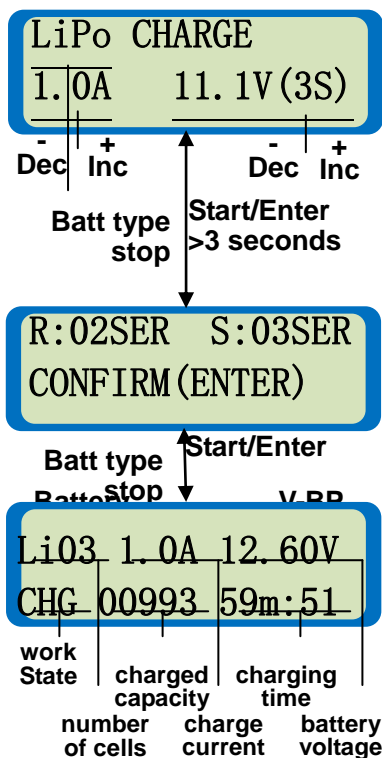 LiPo CHARGE
1.0A 11.1V(3S)
- + - +
Dec Inc Dec Inc
Batt type Start/Enter
stop >3 seconds
R:02SER S:03SER
CONFIRM(ENTER)
Batt type Start/Enter
stop
Battery V-BP
Li03 1.0A 12.60V
CHG 00993 59m:51
work
State charged charging
capacity time
number charge battery
of cells current voltage